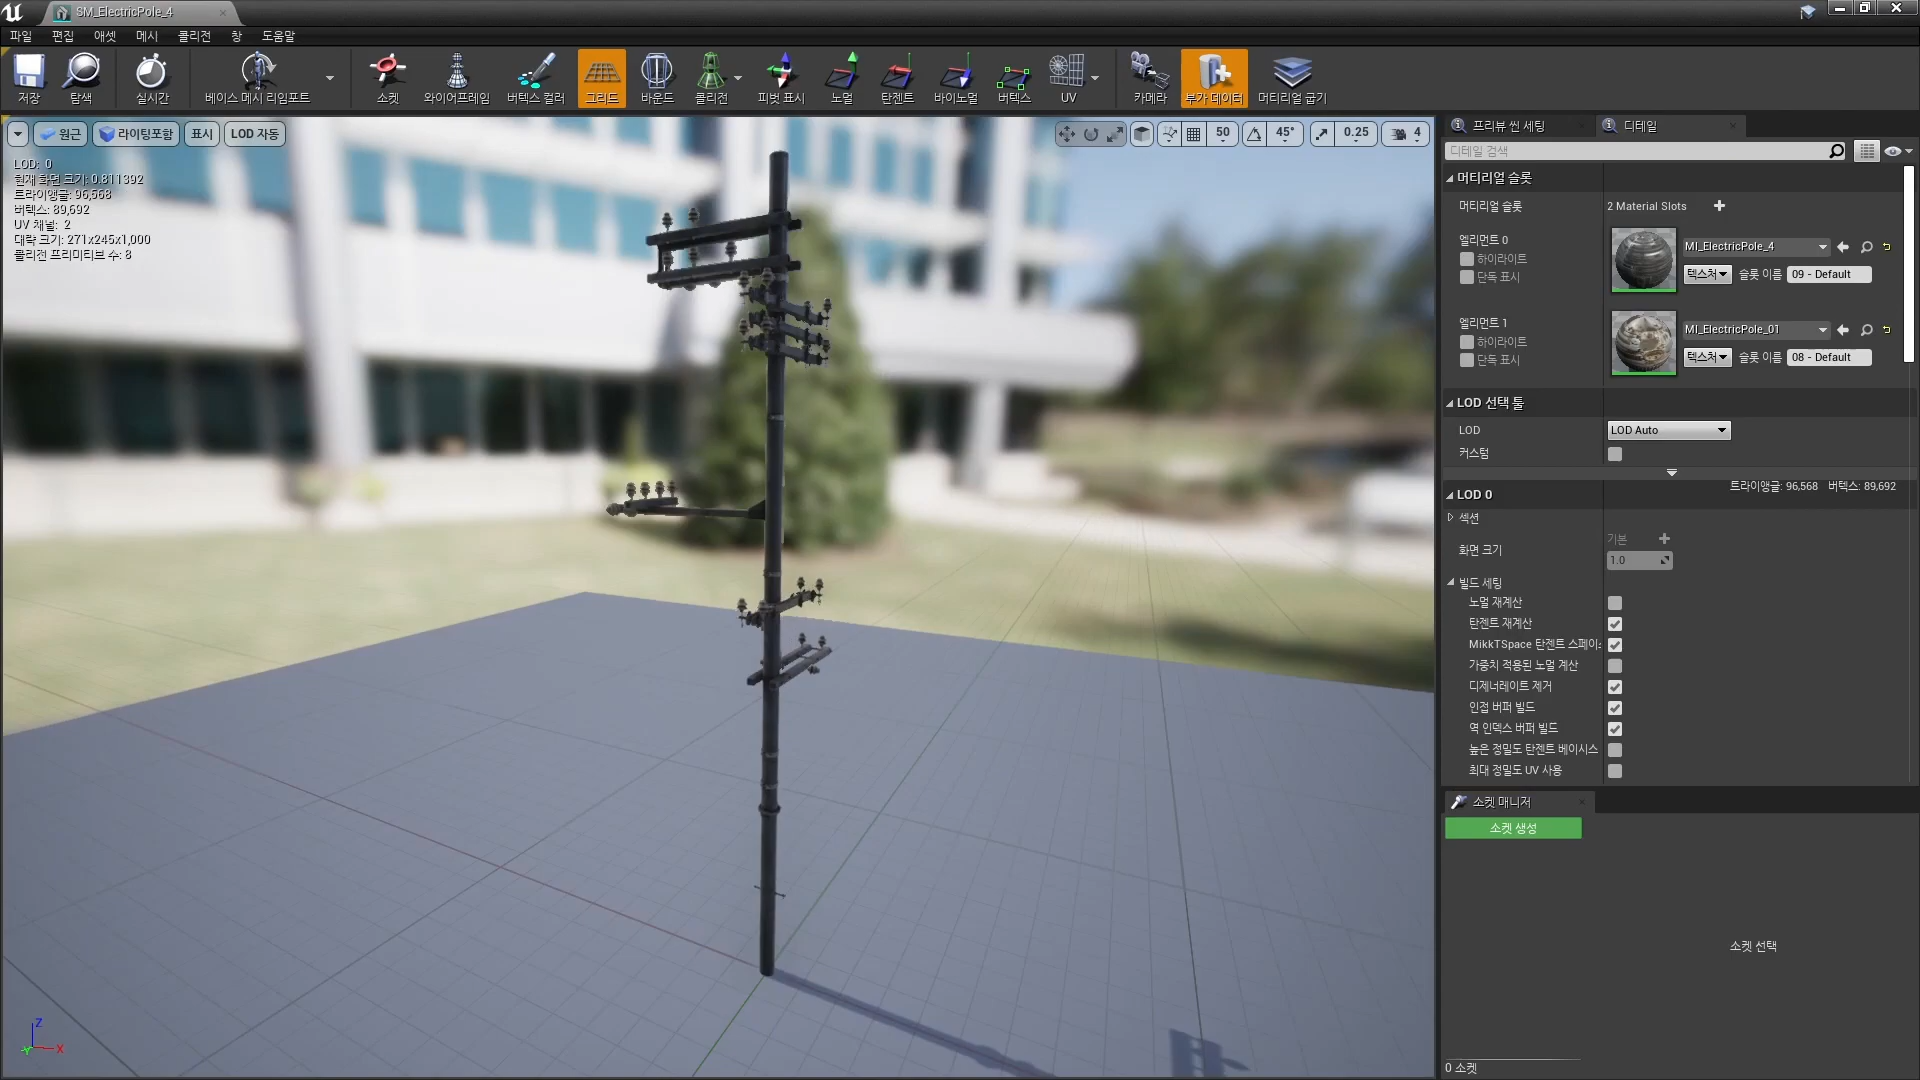 SM_ElectricPole_4
파일 편집 애셋 메시 콜리전 창 도움말
저장 탐색 실시간 베이스 메시 리임포트 소켓 와이어프레임 버텍스 컬러 그리드 바운드 콜리전 피벗 표시 노멀 탄젠트 바이노멀 버텍스 UV 카메라 부가 데이터 머티리얼 굽기
원근 라이팅포함 표시 LOD 자동 50 45° 0.25 4
LOD: 0
현재 화면 크기: 0.811392
트라이앵글: 96,568
버텍스: 89,692
UV 채널: 2
대략 크기: 271x245x1,000
콜리전 프리미티브 수: 8
Z
Y
X
프리뷰 씬 세팅 디테일
디테일 검색
머티리얼 슬롯
머티리얼 슬롯 2 Material Slots
엘리먼트 0
하이라이트
단독 표시
MI_ElectricPole_4
텍스처 슬롯 이름 09 - Default
엘리먼트 1
하이라이트
단독 표시
MI_ElectricPole_01
텍스처 슬롯 이름 08 - Default
LOD 선택 툴
LOD LOD Auto
커스텀
LOD 0 트라이앵글: 96,568 버텍스: 89,692
섹션
화면 크기 기본
1.0
빌드 세팅
노멀 재계산
탄젠트 재계산
MikkTSpace 탄젠트 스페이
가중치 적용된 노멀 계산
디제너레이트 제거
인접 버퍼 빌드
역 인덱스 버퍼 빌드
높은 정밀도 탄젠트 베이시스
최대 정밀도 UV 사용
소켓 매니저
소켓 생성
소켓 선택
0 소켓